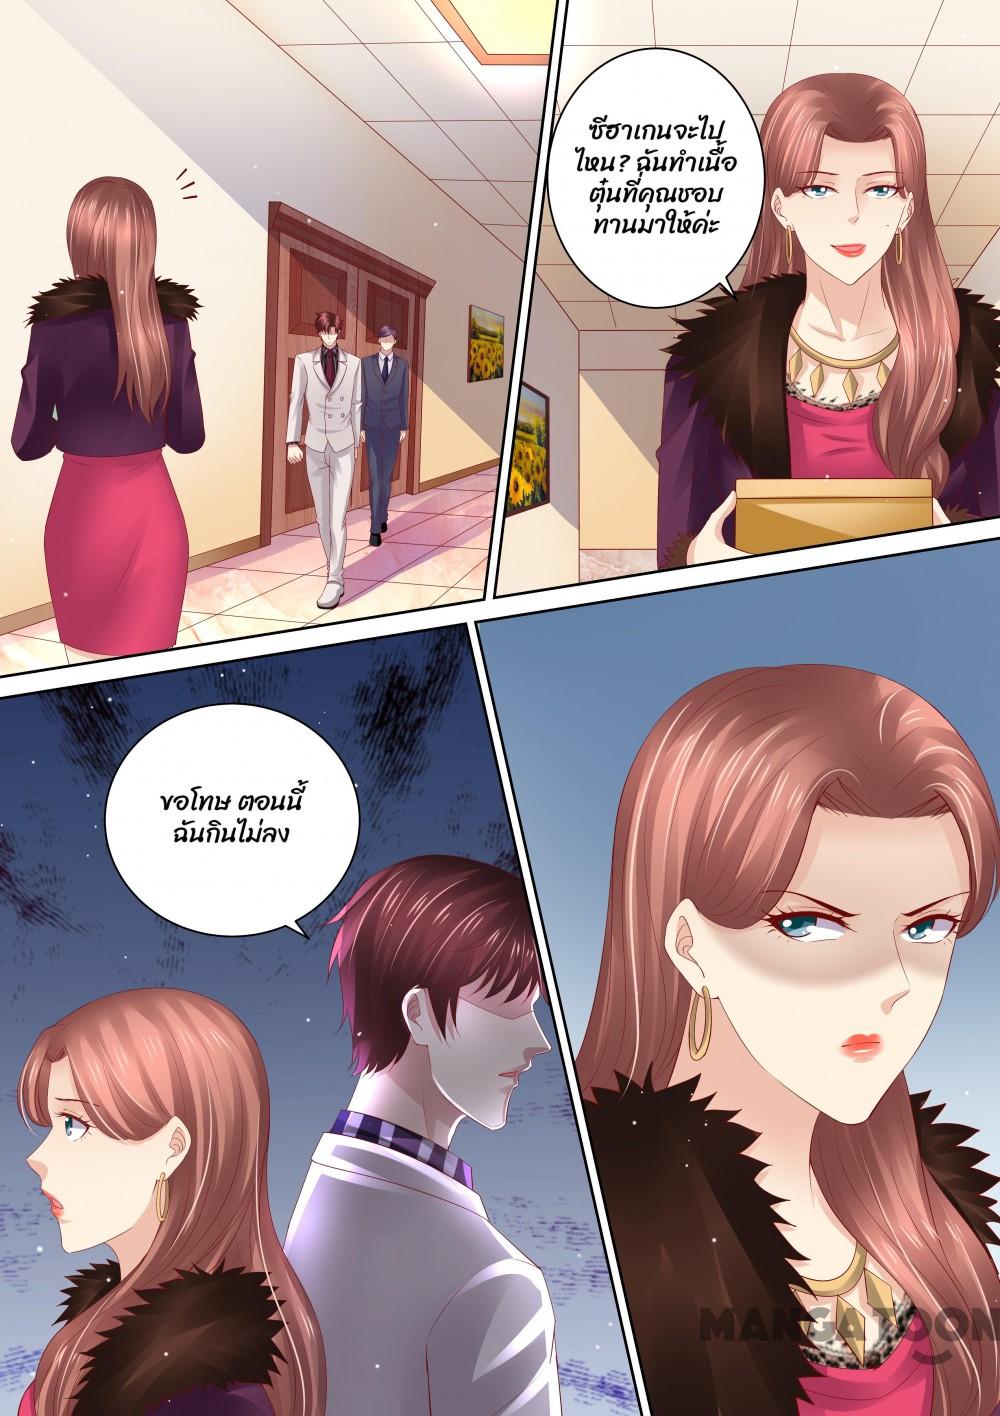 ซีฮาเกนจะไป
ไหน? ฉันทำเนื้อ
ตุ๋นที่คุณชอบ
ทานมาให้ค่ะ
ขอโทษ ตอนนี้
ฉันกินไม่ลง
MANGATOON